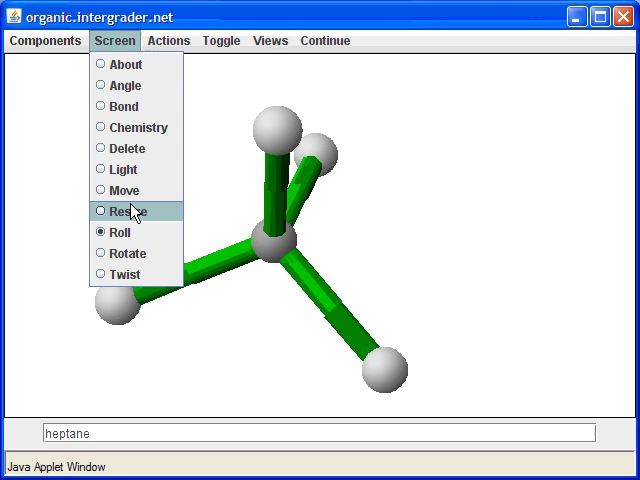 organic.intergrader.net
Components Screen Actions Toggle Views Continue
About
Angle
Bond
Chemistry
Delete
Light
Move
Resize
Roll
Rotate
Twist
heptane
Java Applet Window